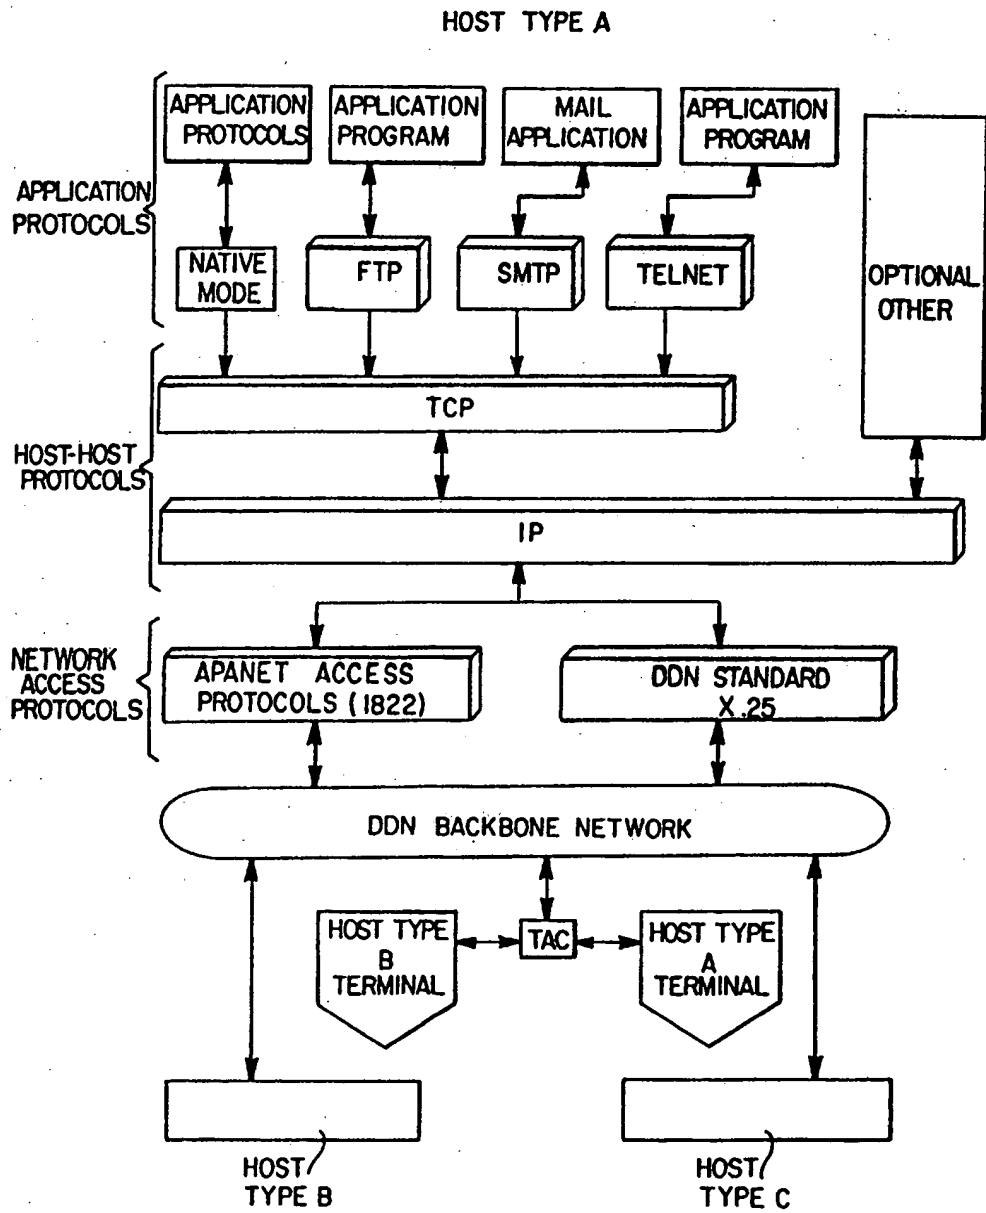 HOST TYPE A
APPLICATION
PROTOCOLS
APPLICATION
PROGRAM
MAIL
APPLICATION
APPLICATION
PROGRAM
APPLICATION
PROTOCOLS
NATIVE
MODE
FTP
SMTP
TELNET
OPTIONAL
OTHER
TCP
HOST-HOST
PROTOCOLS
IP
NETWORK
ACCESS
PROTOCOLS
APANET ACCESS
PROTOCOLS (1822)
DDN STANDARD
X.25
DDN BACKBONE NETWORK
HOST TYPE
B
TERMINAL
TAC
HOST TYPE
A
TERMINAL
HOST
TYPE B
HOST
TYPE C